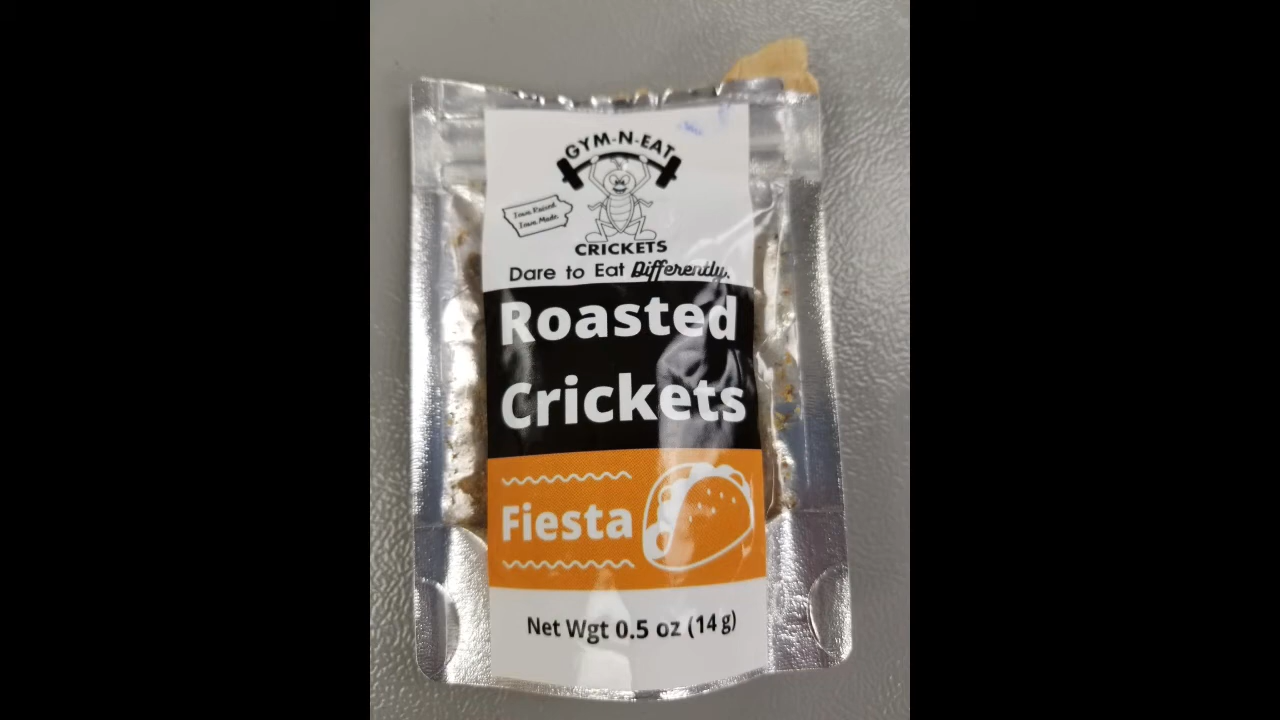 GYM-N-EAT
Iowa Raised.
Iowa Made.
CRICKETS
Dare to Eat Differently.
Roasted
Crickets
Fiesta
Net Wgt 0.5 oz (14 g)